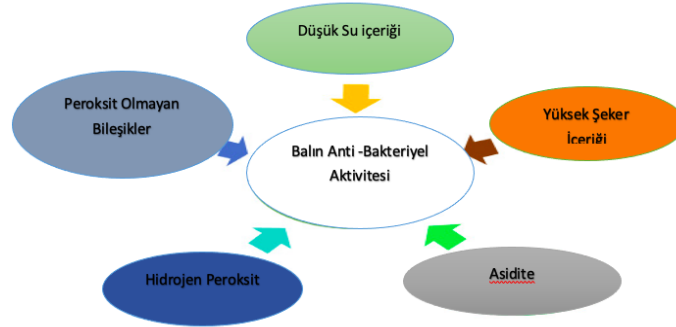 Düşük Su içeriği
Peroksit Olmayan
Bileşikler
Yüksek Şeker
İçeriği
Balın Anti -Bakteriyel
Aktivitesi
Hidrojen Peroksit
Asidite